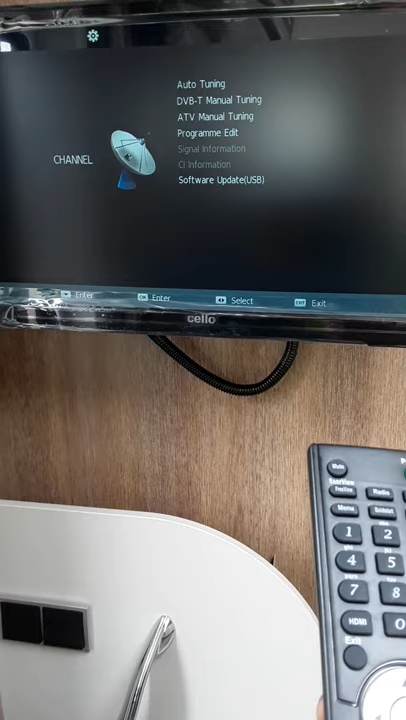 Auto Tuning
DVB-T Manual Tuning
ATV Manual Tuning
Programme Edit
Signal Information
CI Information
Software Update(USB)
CHANNEL
Enter
OK Enter
Select
EXIT Exit
cello
Mute
Fraction
Radio
Menu
1
2
4
5
7
8
HDMI
0
Exit